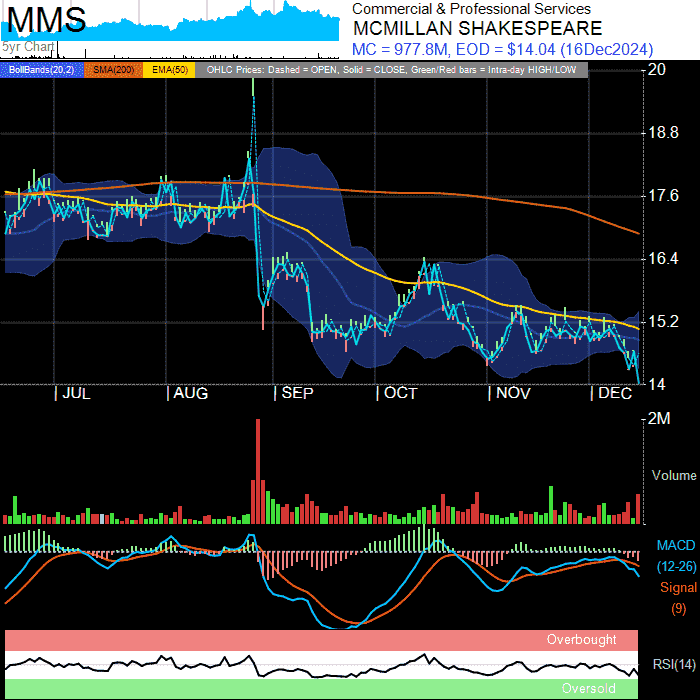 MMS
5yr Chart
Commercial & Professional Services
MCMILLAN SHAKESPEARE
MC = 977.8M, EOD = $14.04 (16Dec2024)
BollBands(20,2) SMA(200) EMA(50) OHLC Prices: Dashed = OPEN, Solid = CLOSE, Green/Red bars = Intra-day HIGH/LOW
20
18.8
17.6
16.4
15.2
14
JUL AUG SEP OCT NOV DEC
2M
Volume
MACD
(12-26)
Signal
(9)
Overbought
RSI(14)
Oversold